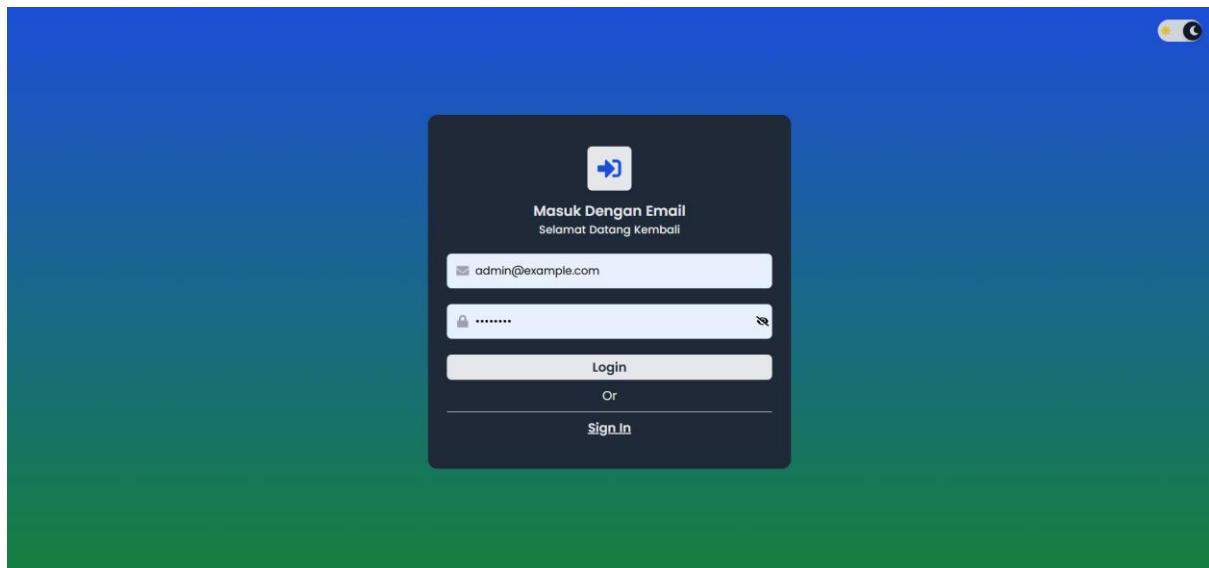 Masuk Dengan Email
Selamat Datang Kembali
admin@example.com
••••••••
Login
Or
Sign In